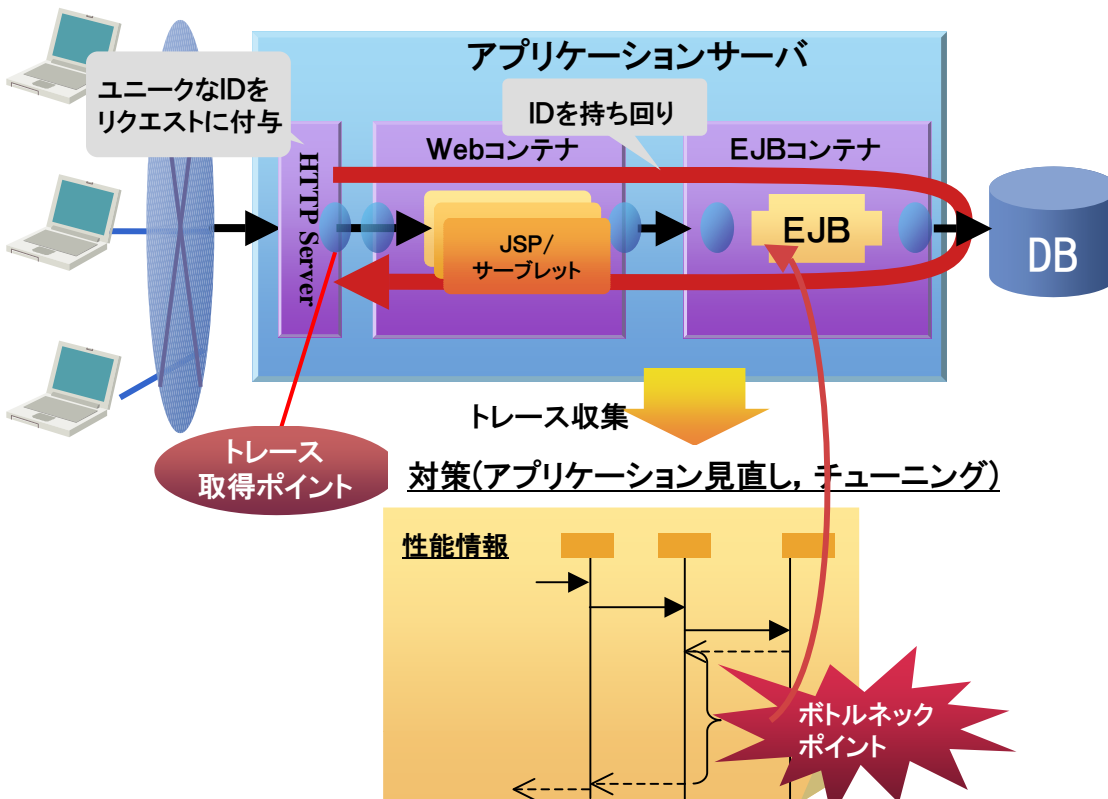 アプリケーションサーバ
ユニークなIDを
リクエストに付与
IDを持ち回り
HTTP Server
Webコンテナ
EJBコンテナ
JSP/
サーブレット
EJB
DB
トレース収集
トレース
取得ポイント
対策(アプリケーション見直し, チューニング)
性能情報
ボトルネック
ポイント